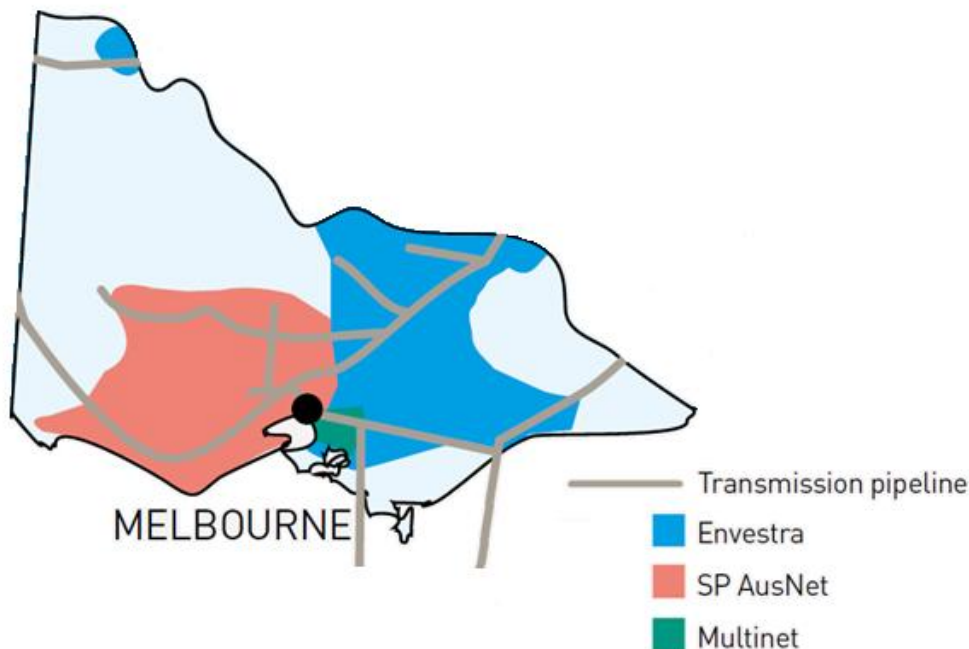 MELBOURNE
Transmission pipeline
Envestra
SP AusNet
Multinet